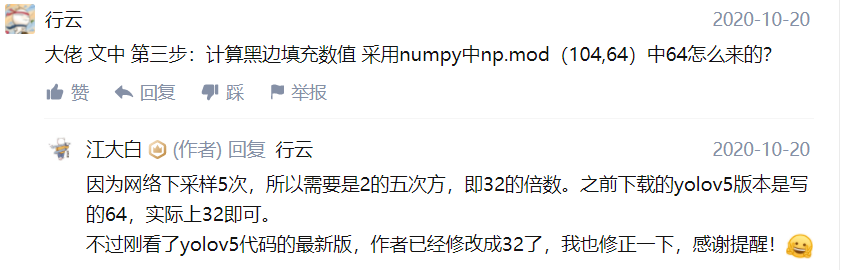 行云 2020-10-20
大佬 文中 第三步：计算黑边填充数值 采用numpy中np.mod（104,64）中64怎么来的？
赞 回复 踩 举报
江大白 (作者) 回复 行云 2020-10-20
因为网络下采样5次，所以需要是2的五次方，即32的倍数。之前下载的yolov5版本是写
的64，实际上32即可。
不过刚看了yolov5代码的最新版，作者已经修改成32了，我也修正一下，感谢提醒！